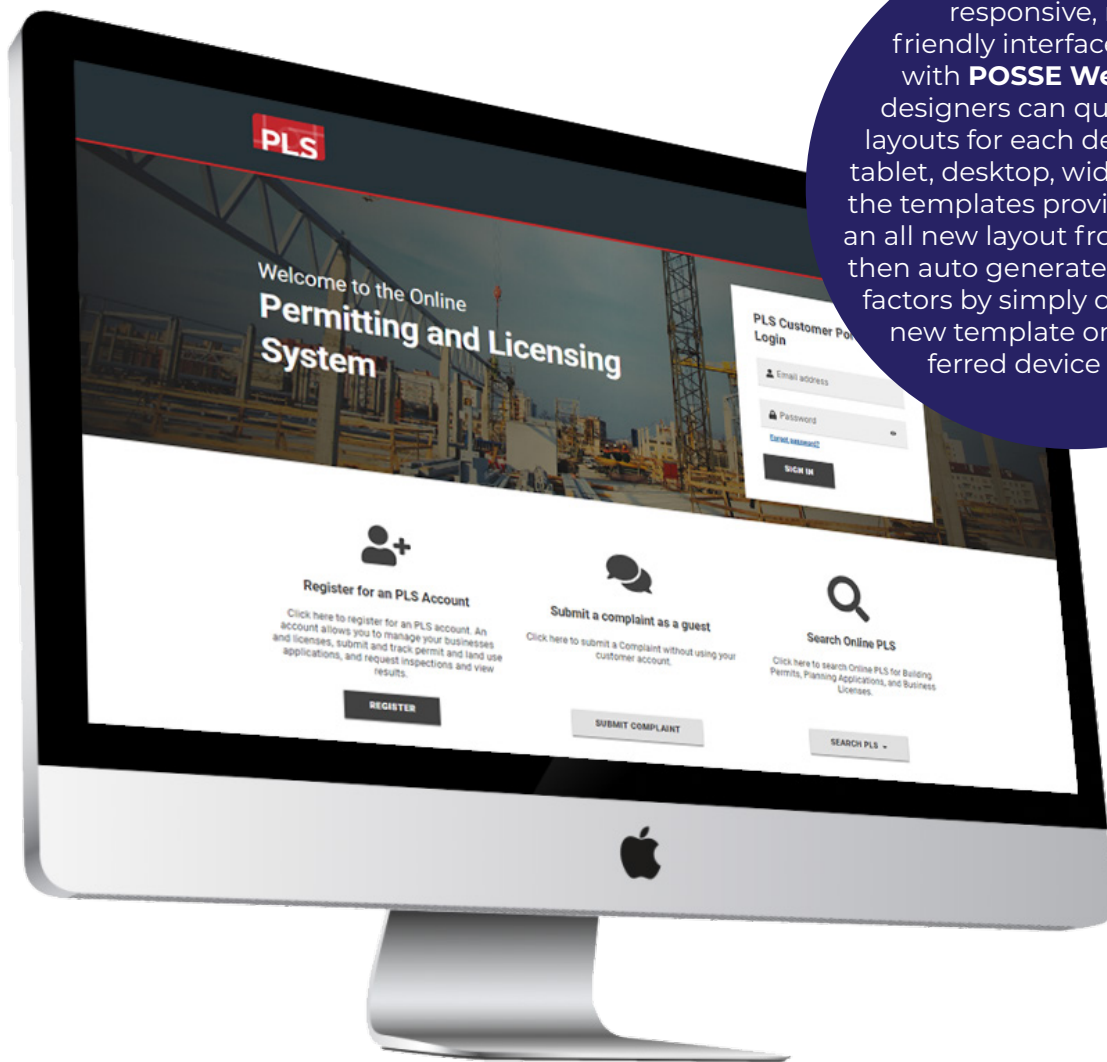 responsive,
friendly interface
with POSSE We
designers can qu
layouts for each de
tablet, desktop, wid
the templates provi
an all new layout fro
then auto generate
factors by simply c
new template or
ferred device
PLS
Welcome to the Online
Permitting and Licensing
System
PLS Customer Por
Login
Email address
Password
Forgot password?
SIGN IN
Register for an PLS Account
Click here to register for an PLS account. An
account allows you to manage your businesses
and licenses, submit and track permit and land use
applications, and request inspections and view
results.
REGISTER
Submit a complaint as a guest
Click here to submit a Complaint without using your
customer account.
SUBMIT COMPLAINT
Search Online PLS
Click here to search Online PLS for Building
Permits, Planning Applications, and Business
Licenses.
SEARCH PLS